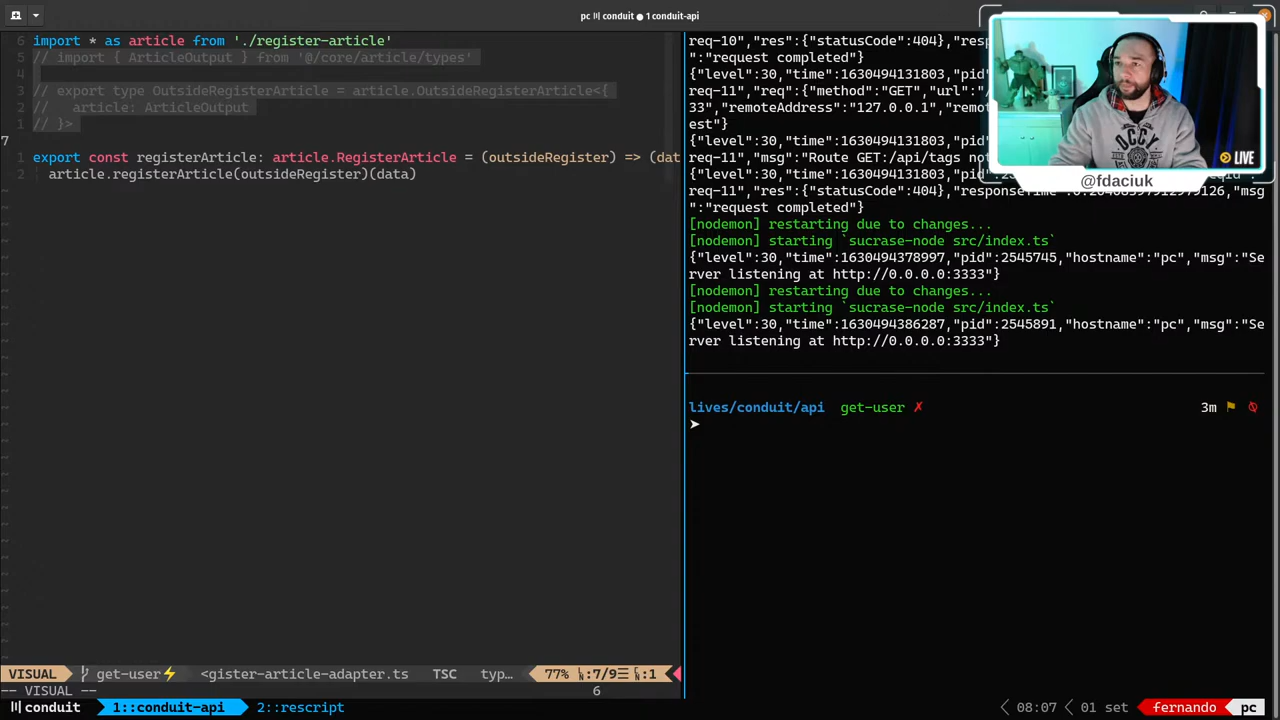 pc conduit ● 1 conduit-api
6 import * as article from './register-article'
5 // import { ArticleOutput } from '@/core/article/types'
4
3 // export type OutsideRegisterArticle = article.OutsideRegisterArticle<{
2 //   article: ArticleOutput
1 // }>
7
1 export const registerArticle: article.RegisterArticle = (outsideRegister) => (dat
2   article.registerArticle(outsideRegister)(data)
VISUAL get-user⚡ <gister-article-adapter.ts TSC typ… 77% :7/9☰ :1
-- VISUAL -- 6
req-10","res":{"statusCode":404},"resp
":"request completed"}
{"level":30,"time":1630494131803,"pid"
req-11","req":{"method":"GET","url":"/
33","remoteAddress":"127.0.0.1","remot
est"}
{"level":30,"time":1630494131803,"pid"
req-11","msg":"Route GET:/api/tags not
{"level":30,"time":1630494131803,"pid":
req-11","res":{"statusCode":404},"responseTime":
,"msg
":"request completed"}
[nodemon] restarting due to changes...
[nodemon] starting `sucrase-node src/index.ts`
{"level":30,"time":1630494378997,"pid":2545745,"hostname":"pc","msg":"Se
rver listening at http://0.0.0.0:3333"}
[nodemon] restarting due to changes...
[nodemon] starting `sucrase-node src/index.ts`
{"level":30,"time":1630494386287,"pid":2545891,"hostname":"pc","msg":"Se
rver listening at http://0.0.0.0:3333"}
lives/conduit/api get-user ✗ 3m
➤
OCCY
LIVE
@fdaciuk
conduit 1::conduit-api 2::rescript 08:07 01 set fernando pc